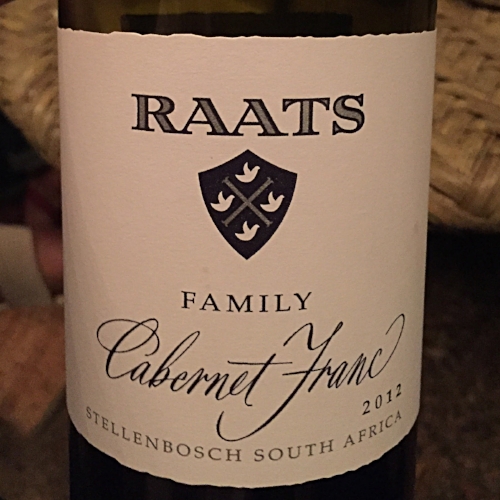 RAATS
FAMILY
Cabernet Franc
2012
STELLENBOSCH SOUTH AFRICA